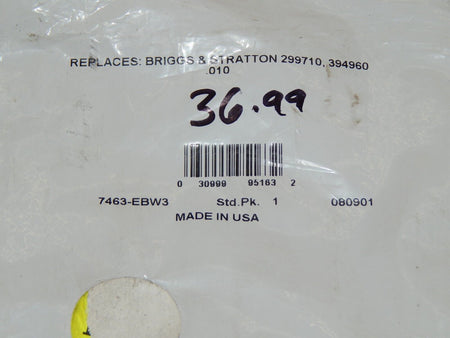 REPLACES: BRIGGS & STRATTON 299710, 394960
.010
36.99
0 30999 95163 2
7463-EBW3 Std.Pk. 1 080901
MADE IN USA